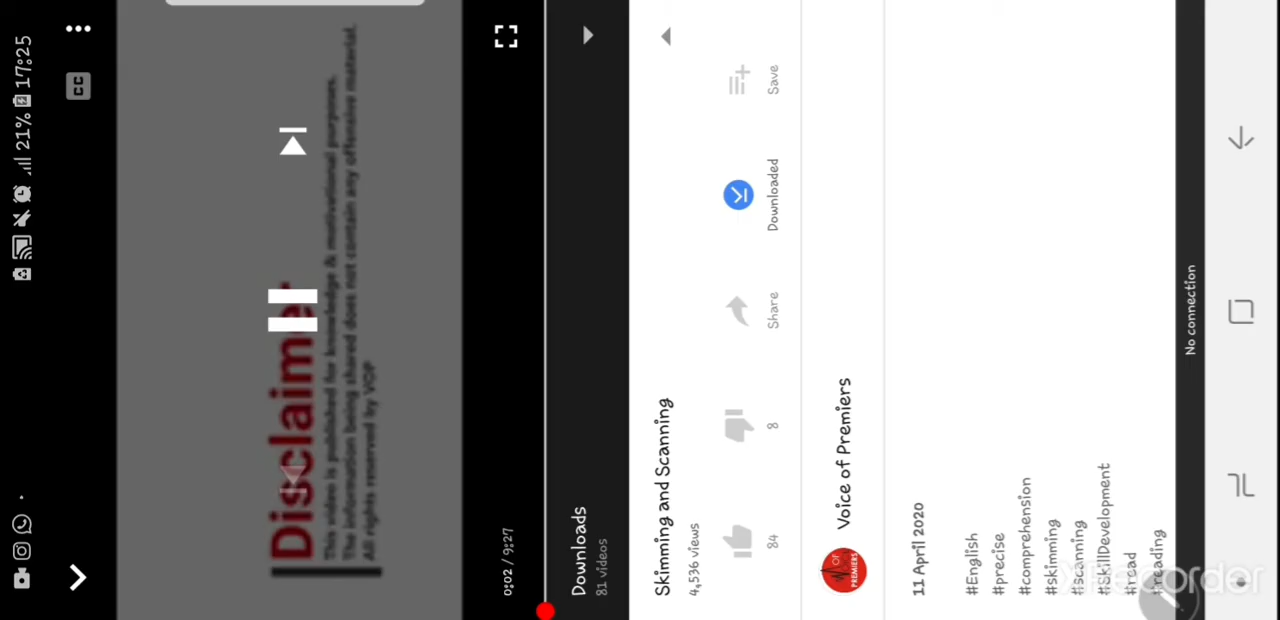 21% 17:25
CC
Disclaimer
This video is published for knowledge & motivational purposes.
The information being shared does not contain any offensive material.
All rights reserved by VOP
0:02 / 9:27
Downloads
81 videos
Skimming and Scanning
4,536 views
84
8
Share
Downloaded
Save
OF
PREMIERS
Voice of Premiers
11 April 2020
#English
#precise
#comprehension
#skimming
#scanning
#SkillDevelopment
#read
#reading
No connection